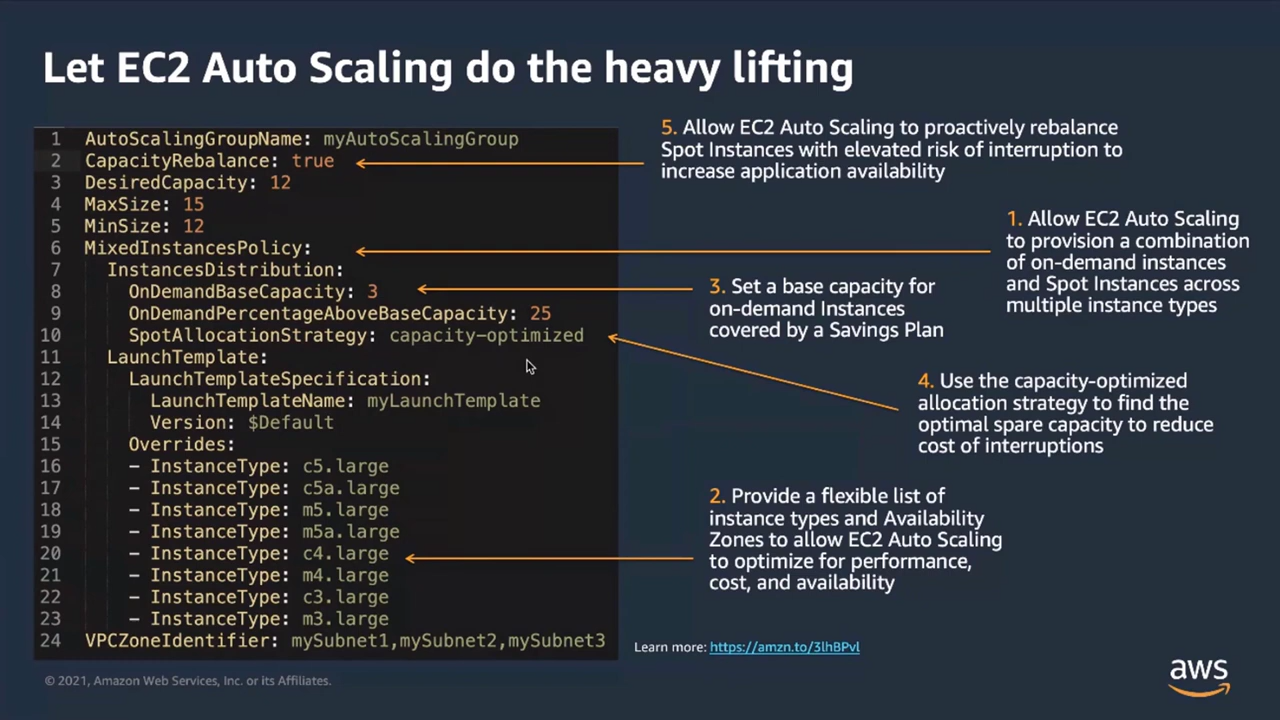 Let EC2 Auto Scaling do the heavy lifting
1 AutoScalingGroupName: myAutoScalingGroup
2 CapacityRebalance: true
3 DesiredCapacity: 12
4 MaxSize: 15
5 MinSize: 12
6 MixedInstancesPolicy:
7 InstancesDistribution:
8 OnDemandBaseCapacity: 3
9 OnDemandPercentageAboveBaseCapacity: 25
10 SpotAllocationStrategy: capacity-optimized
11 LaunchTemplate:
12 LaunchTemplateSpecification:
13 LaunchTemplateName: myLaunchTemplate
14 Version: $Default
15 Overrides:
16 - InstanceType: c5.large
17 - InstanceType: c5a.large
18 - InstanceType: m5.large
19 - InstanceType: m5a.large
20 - InstanceType: c4.large
21 - InstanceType: m4.large
22 - InstanceType: c3.large
23 - InstanceType: m3.large
24 VPCZoneIdentifier: mySubnet1,mySubnet2,mySubnet3
5. Allow EC2 Auto Scaling to proactively rebalance
Spot Instances with elevated risk of interruption to
increase application availability
1. Allow EC2 Auto Scaling
to provision a combination
of on-demand instances
and Spot Instances across
multiple instance types
3. Set a base capacity for
on-demand Instances
covered by a Savings Plan
4. Use the capacity-optimized
allocation strategy to find the
optimal spare capacity to reduce
cost of interruptions
2. Provide a flexible list of
instance types and Availability
Zones to allow EC2 Auto Scaling
to optimize for performance,
cost, and availability
Learn more: https://amzn.to/3lhBPvl
© 2021, Amazon Web Services, Inc. or its Affiliates.
aws